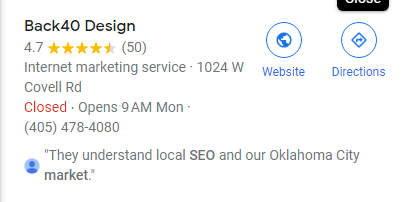 Close
Back40 Design
4.7 (50)
Internet marketing service · 1024 W
Covell Rd
Closed · Opens 9 AM Mon ·
(405) 478-4080
Website
Directions
"They understand local SEO and our Oklahoma City
market."